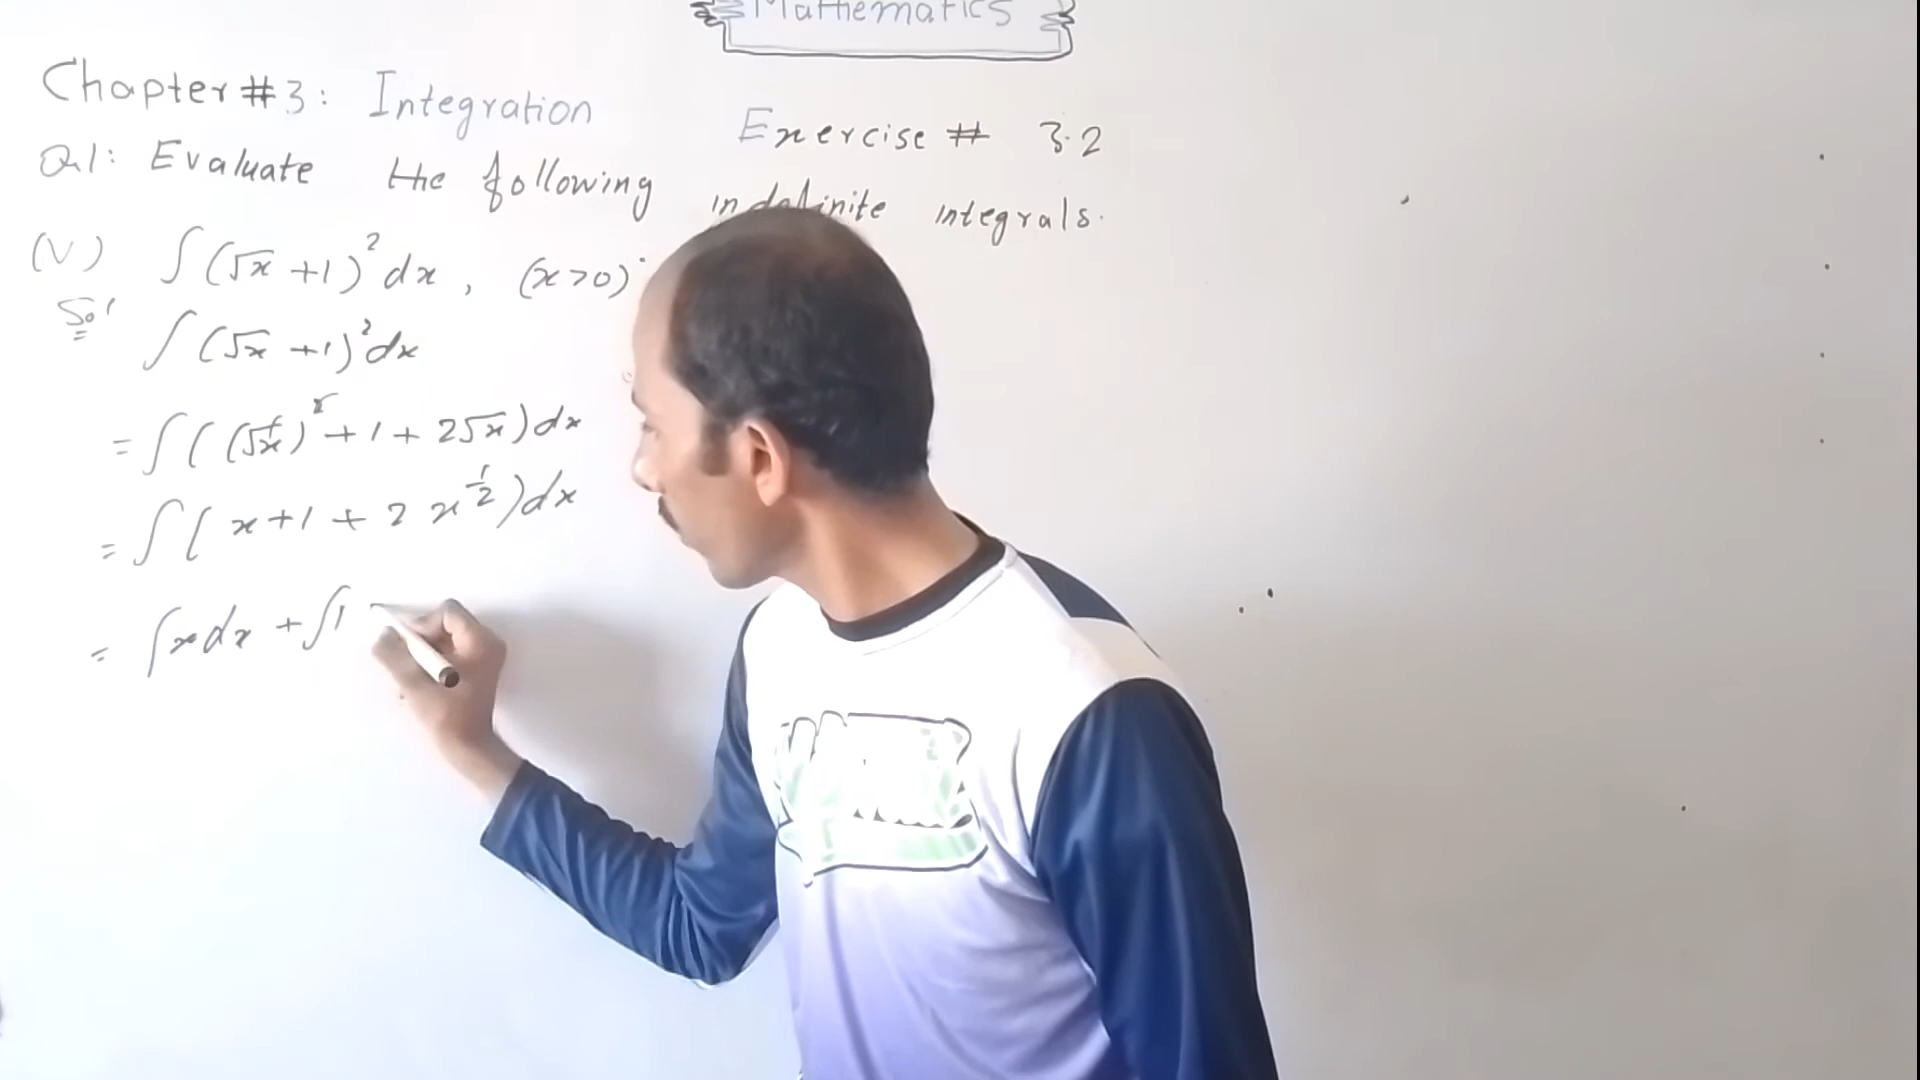 Mathematics
Chapter # 3: Integration
Exercise # 3.2
Q1: Evaluate the following indefinite integrals.
(V) ∫(√x +1)² dx , (x>0)
Sol
∫(√x +1)² dx
= ∫((√x)² + 1 + 2√x) dx
= ∫(x+1 + 2 x^{1/2}) dx
= ∫x dx + ∫1